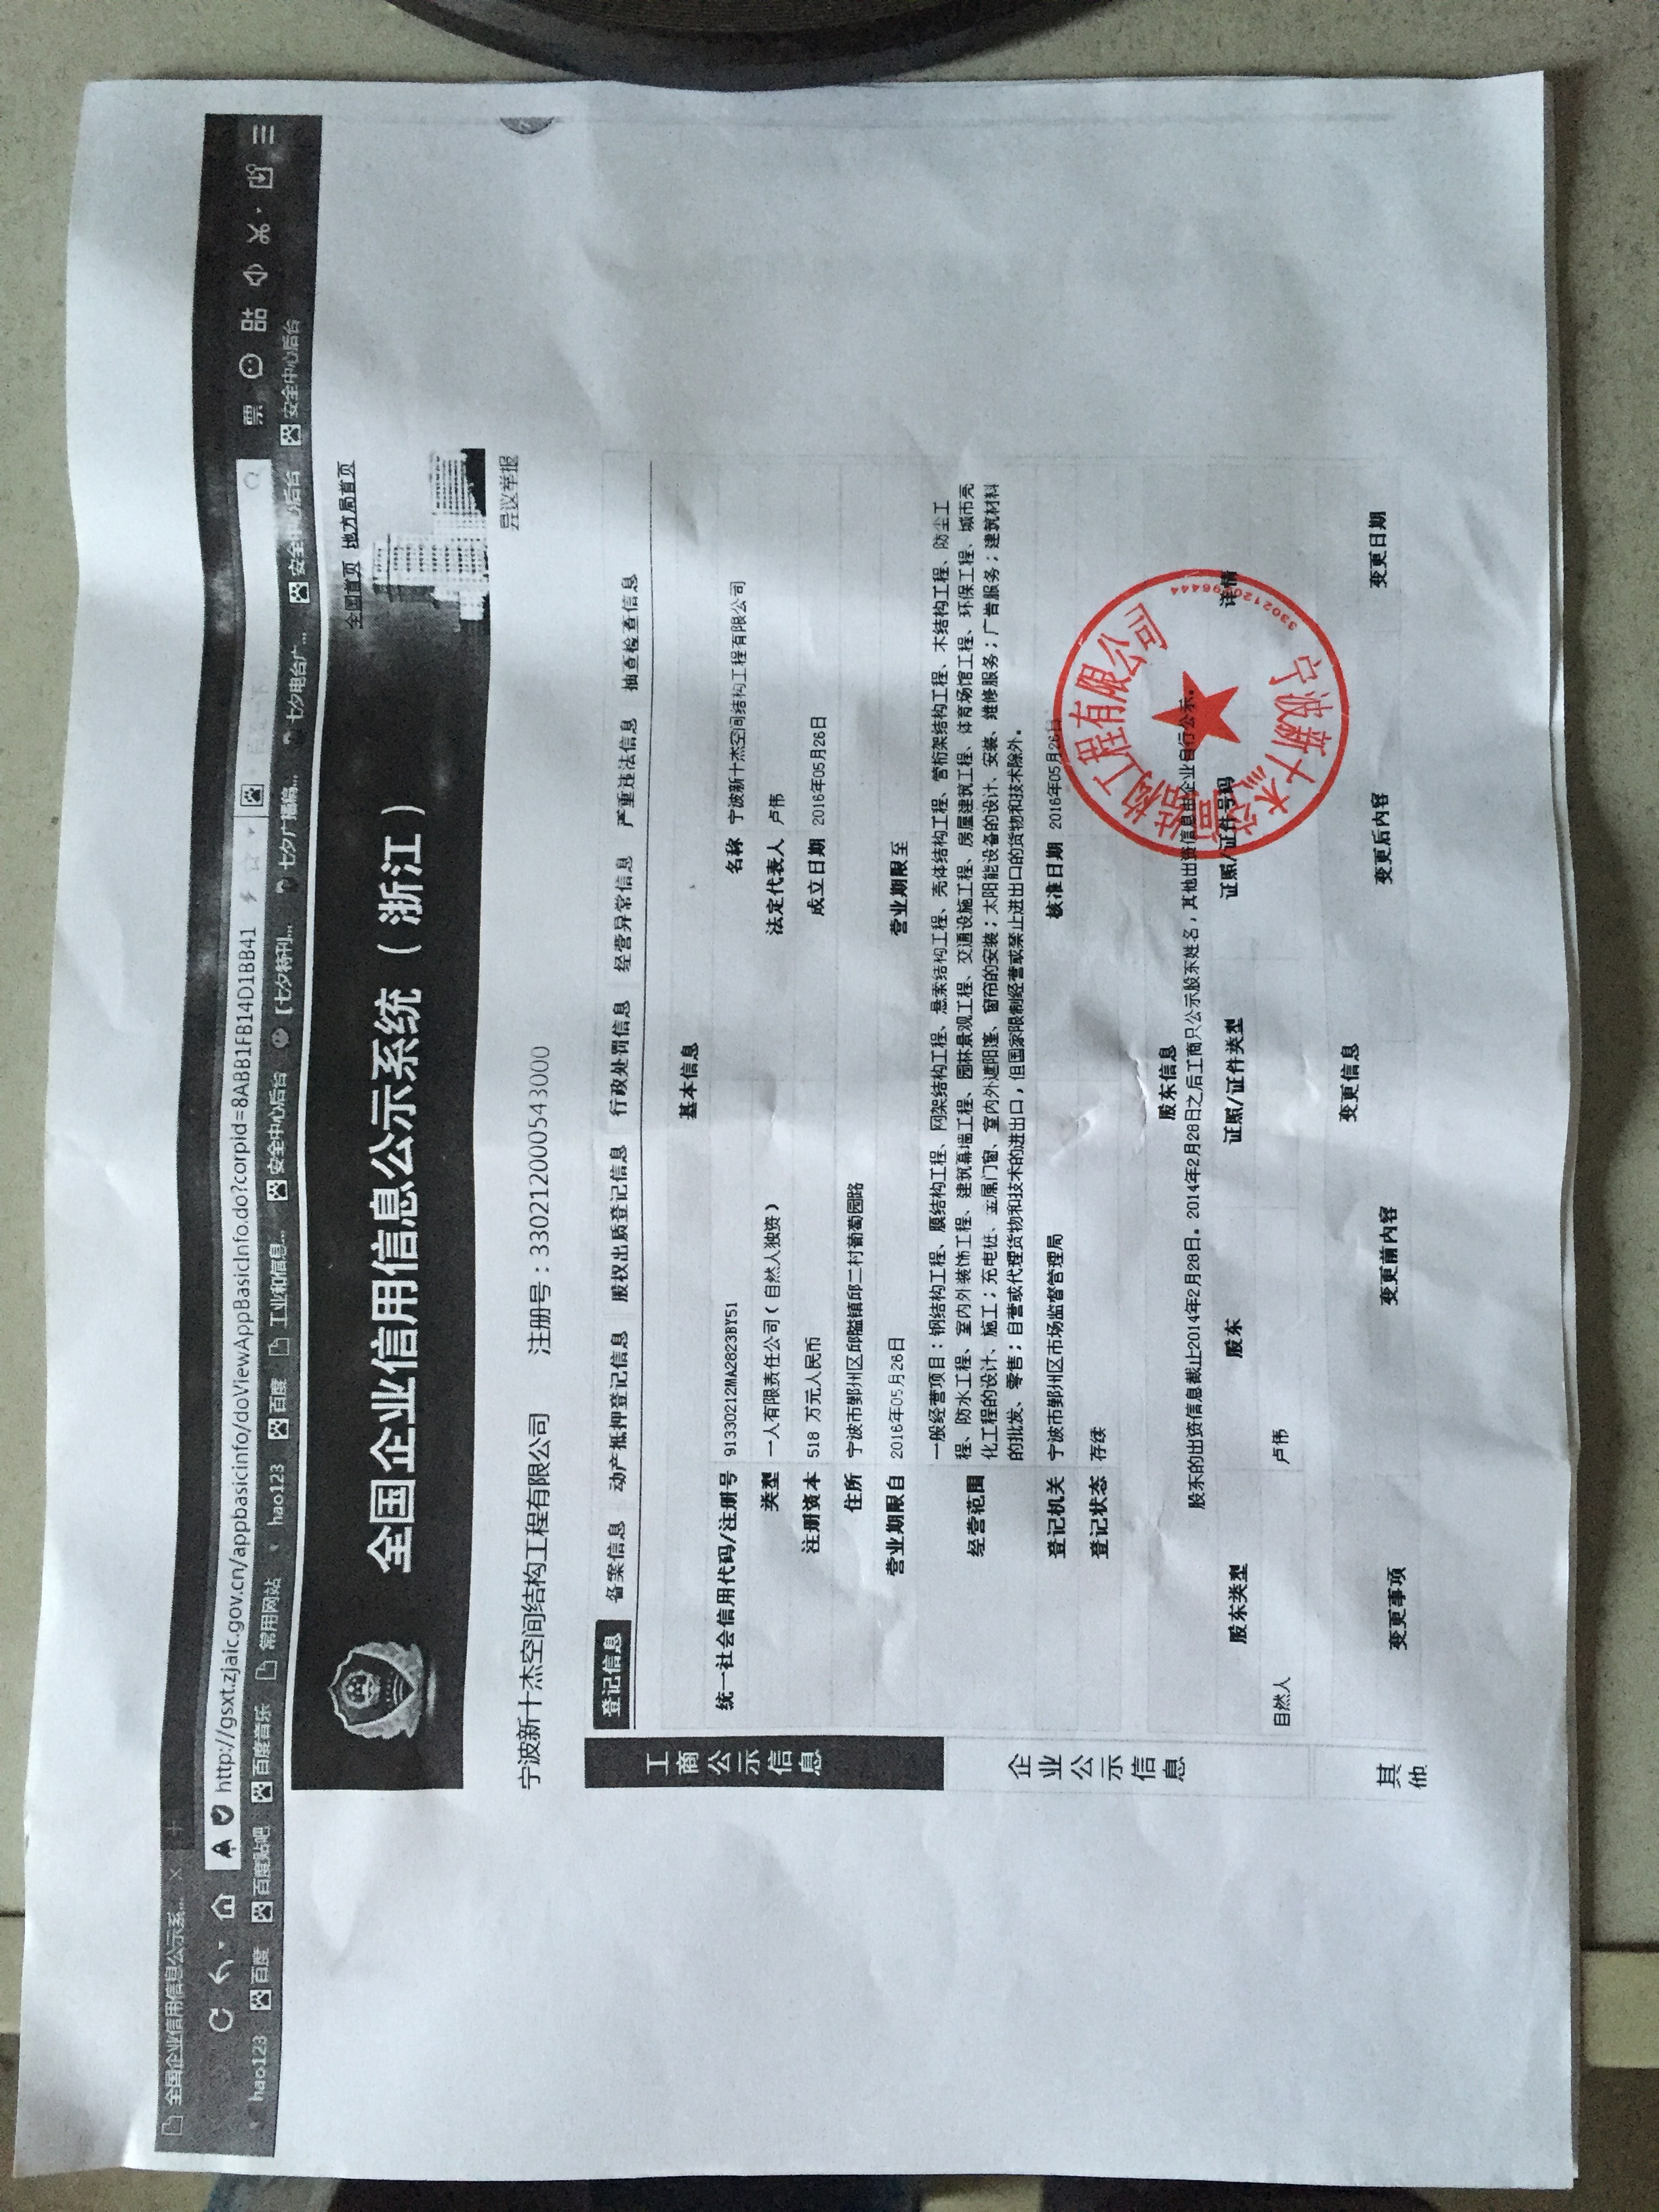 全国企业信用信息公示系...
http://gsxt.zjaic.gov.cn/appbasicinfo/doViewAppBasicInfo.do?corpid=8ABB1FB14D1BB41
票
hao123 百度 百度贴吧 百度音乐 常用网站 hao123 百度 工业和信息... 安全中心后台 [七夕特刊... 七夕广播稿... 七夕电台广... 安全中心后台 安全中心后台
全国首页 地方局首页
全国企业信用信息公示系统（浙江）
宁波新十杰空间结构工程有限公司 注册号：330212000543000
异议举报
工商公示信息
企业公示信息
其他
登记信息 备案信息 动产抵押登记信息 股权出质登记信息 行政处罚信息 经营异常信息 严重违法信息 抽查检查信息
基本信息
统一社会信用代码/注册号 91330212MA2823BY51 名称 宁波新十杰空间结构工程有限公司
类型 一人有限责任公司（自然人独资） 法定代表人 卢伟
注册资本 518 万元人民币 成立日期 2016年05月26日
住所 宁波市鄞州区邱隘镇邱二村葡萄园路
营业期限自 2016年05月26日 营业期限至
经营范围
一般经营项目：钢结构工程、膜结构工程、网架结构工程、悬索结构工程、壳体结构工程、管桁架结构工程、木结构工程、防尘工
程、防水工程、室内外装饰工程、建筑幕墙工程、园林景观工程、交通设施工程、房屋建筑工程、体育场馆工程、环保工程、城市亮
化工程的设计、施工；充电桩、金属门窗、室内外遮阳蓬、窗帘的安装；太阳能设备的设计、安装、维修服务；广告服务；建筑材料
的批发、零售；自营或代理货物和技术的进出口，但国家限制经营或禁止进出口的货物和技术除外。
登记机关 宁波市鄞州区市场监督管理局 核准日期 2016年05月26日
登记状态 存续
股东信息
股东的出资信息截止2014年2月28日。2014年2月28日之后工商只公示股东姓名，其他出资信息由企业自行公示。
股东类型 股东 证照/证件类型 证照/证件号码 详情
自然人 卢伟
变更信息
变更事项 变更前内容 变更后内容 变更日期
宁波新十杰空间结构工程有限公司